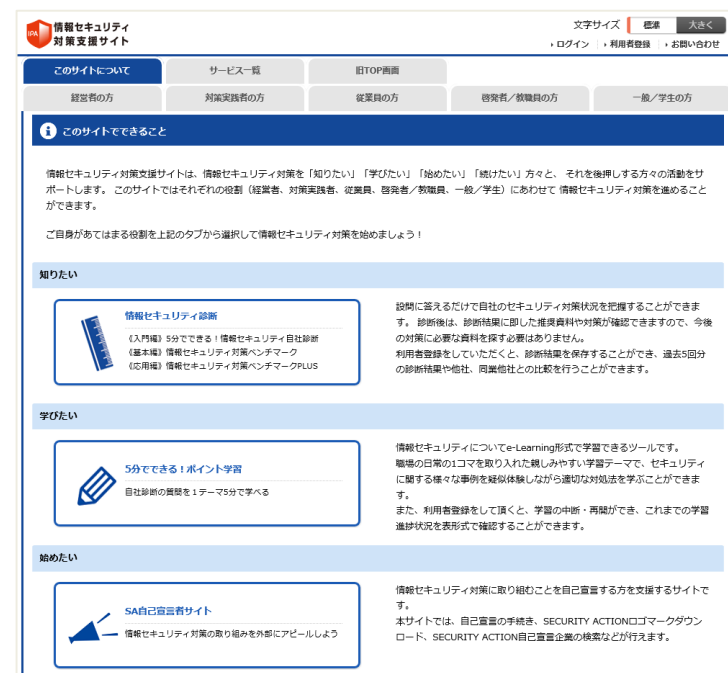 IPA 情報セキュリティ
対策支援サイト
文字サイズ 標準 大きく
ログイン 利用者登録 お問い合わせ
このサイトについて サービス一覧 旧TOP画面
経営者の方 対策実践者の方 従業員の方 啓発者／教職員の方 一般／学生の方
i このサイトでできること
情報セキュリティ対策支援サイトは、情報セキュリティ対策を「知りたい」「学びたい」「始めたい」「続けたい」方々と、 それを後押しする方々の活動をサ
ポートします。 このサイトではそれぞれの役割（経営者、対策実践者、従業員、啓発者／教職員、一般／学生）にあわせて 情報セキュリティ対策を進めること
ができます。
ご自身があてはまる役割を上記のタブから選択して情報セキュリティ対策を始めましょう！
知りたい
情報セキュリティ診断
《入門編》5分でできる！情報セキュリティ自社診断
《基本編》情報セキュリティ対策ベンチマーク
《応用編》情報セキュリティ対策ベンチマークPLUS
設問に答えるだけで自社のセキュリティ対策状況を把握することができま
す。 診断後は、診断結果に即した推奨資料や対策が確認できますので、今後
の対策に必要な資料を探す必要はありません。
利用者登録をしていただくと、診断結果を保存することができ、過去5回分
の診断結果や他社、同業他社との比較を行うことができます。
学びたい
5分でできる！ポイント学習
自社診断の質問を１テーマ5分で学べる
情報セキュリティについてe-Learning形式で学習できるツールです。
職場の日常の1コマを取り入れた親しみやすい学習テーマで、セキュリティ
に関する様々な事例を疑似体験しながら適切な対処法を学ぶことができま
す。
また、利用者登録をして頂くと、学習の中断・再開ができ、これまでの学習
進捗状況を表形式で確認することができます。
始めたい
SA自己宣言者サイト
情報セキュリティ対策の取り組みを外部にアピールしよう
情報セキュリティ対策に取り組むことを自己宣言する方を支援するサイトで
す。
本サイトでは、自己宣言の手続き、SECURITY ACTIONロゴマークダウン
ロード、SECURITY ACTION自己宣言企業の検索などが行えます。